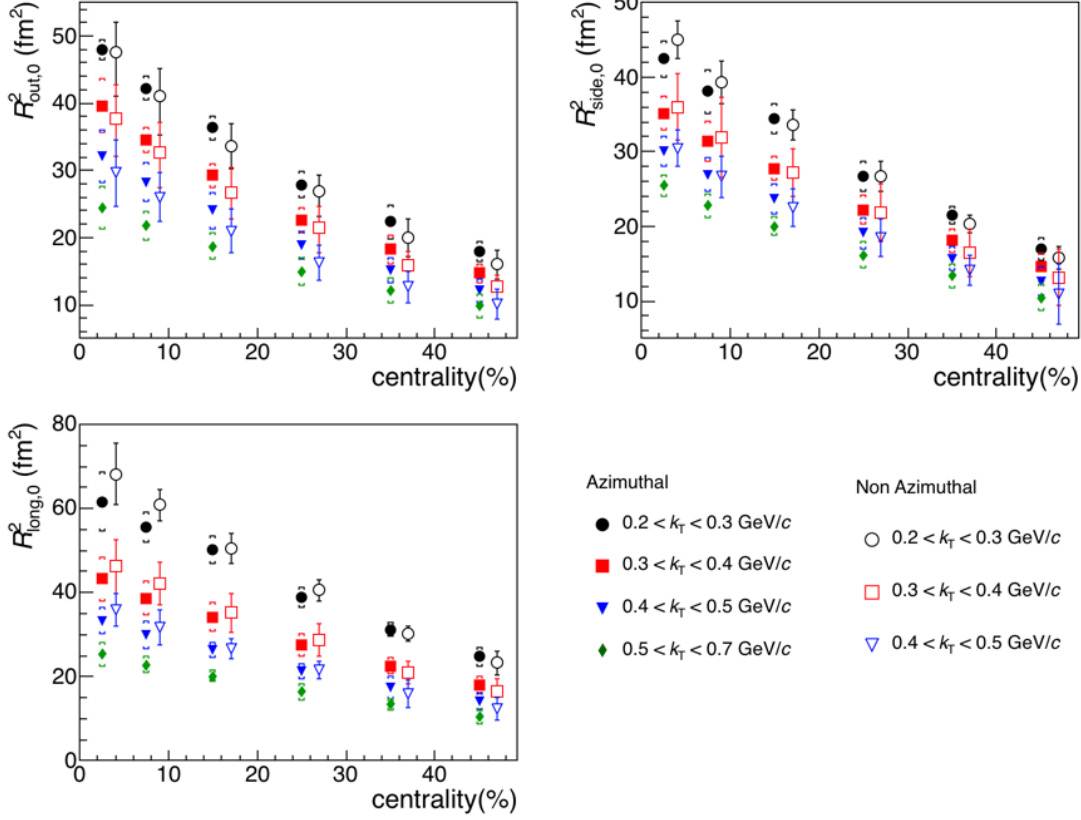 R²out,0 (fm²)
50
40
30
20
10
0 10 20 30 40
centrality(%)
R²side,0 (fm²)
50
40
30
20
10
0 10 20 30 40
centrality(%)
R²long,0 (fm²)
80
60
40
20
0
0 10 20 30 40
centrality(%)
Azimuthal
0.2 < kT < 0.3 GeV/c
0.3 < kT < 0.4 GeV/c
0.4 < kT < 0.5 GeV/c
0.5 < kT < 0.7 GeV/c
Non Azimuthal
0.2 < kT < 0.3 GeV/c
0.3 < kT < 0.4 GeV/c
0.4 < kT < 0.5 GeV/c